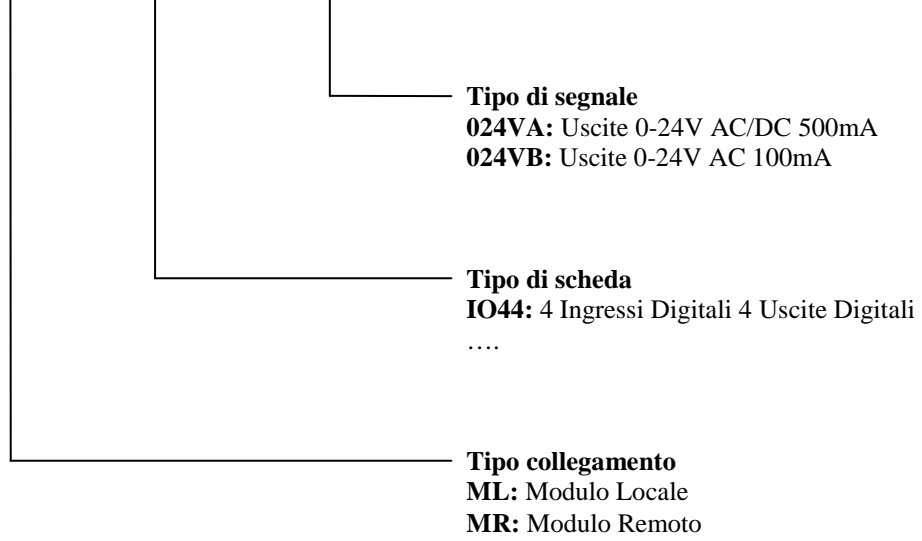 Tipo di segnale
024VA: Uscite 0-24V AC/DC 500mA
024VB: Uscite 0-24V AC 100mA
Tipo di scheda
IO44: 4 Ingressi Digitali 4 Uscite Digitali
….
Tipo collegamento
ML: Modulo Locale
MR: Modulo Remoto